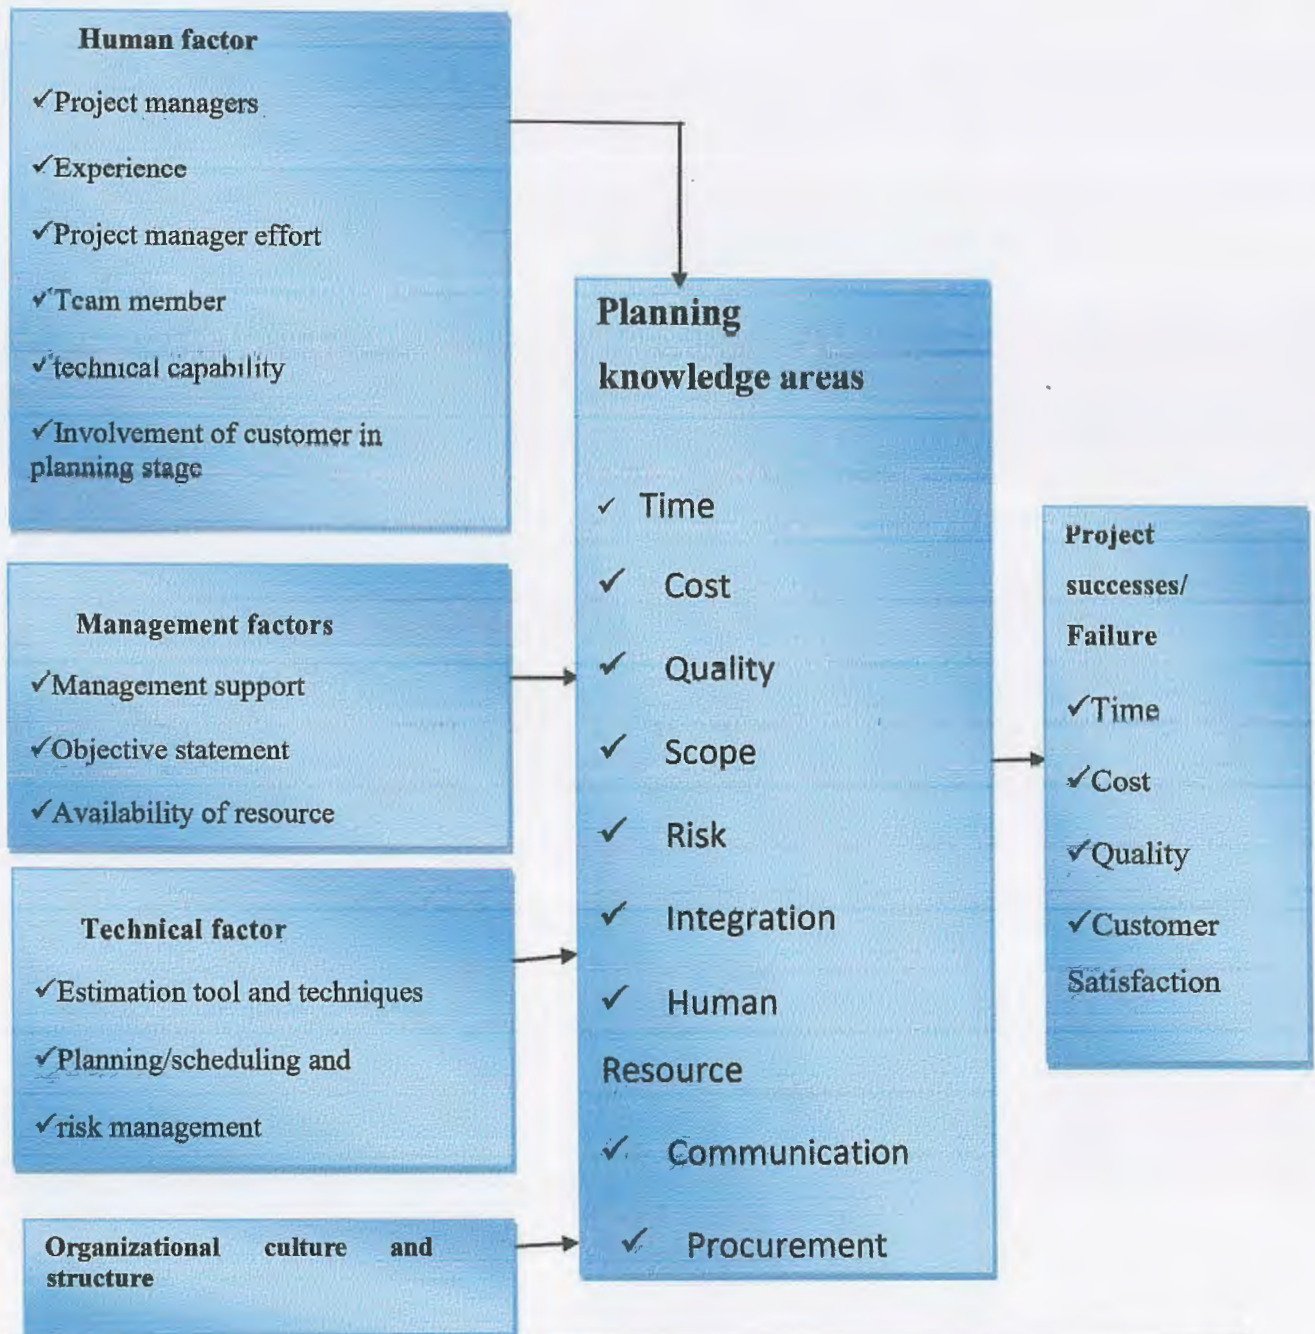 Human factor
✓Project managers
✓Experience
✓Project manager effort
✓Team member
✓technical capability
✓Involvement of customer in
planning stage
Management factors
✓Management support
✓Objective statement
✓Availability of resource
Technical factor
✓Estimation tool and techniques
✓Planning/scheduling and
✓risk management
Organizational culture and
structure
Planning
knowledge areas
✓ Time
✓ Cost
✓ Quality
✓ Scope
✓ Risk
✓ Integration
✓ Human
Resource
✓ Communication
✓ Procurement
Project
successes/
Failure
✓Time
✓Cost
✓Quality
✓Customer
Satisfaction